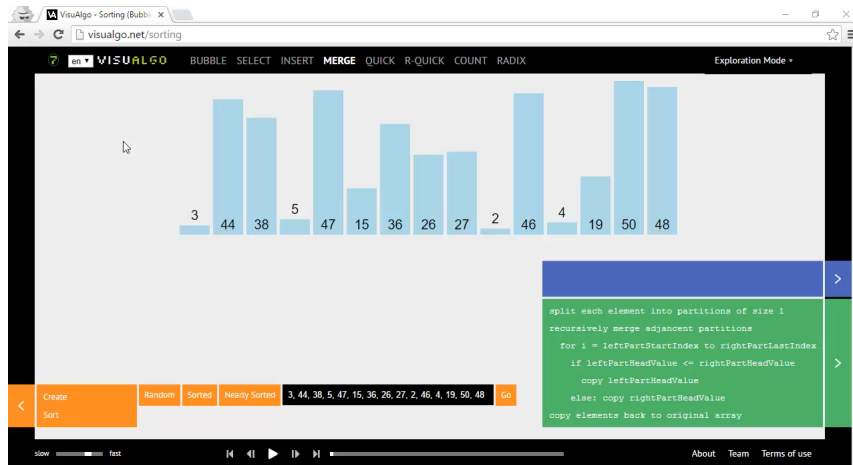 VisuAlgo - Sorting (Bubbl
visualgo.net/sorting
7 en VISUALGO BUBBLE SELECT INSERT MERGE QUICK R-QUICK COUNT RADIX Exploration Mode
3 44 38 5 47 15 36 26 27 2 46 4 19 50 48
split each element into partitions of size 1
recursively merge adjancent partitions
for i = leftPartStartIndex to rightPartLastIndex
if leftPartHeadValue <= rightPartHeadValue
copy leftPartHeadValue
else: copy rightPartHeadValue
copy elements back to original array
Create
Sort
Random Sorted Nearly Sorted 3, 44, 38, 5, 47, 15, 36, 26, 27, 2, 46, 4, 19, 50, 48 Go
slow fast About Team Terms of use